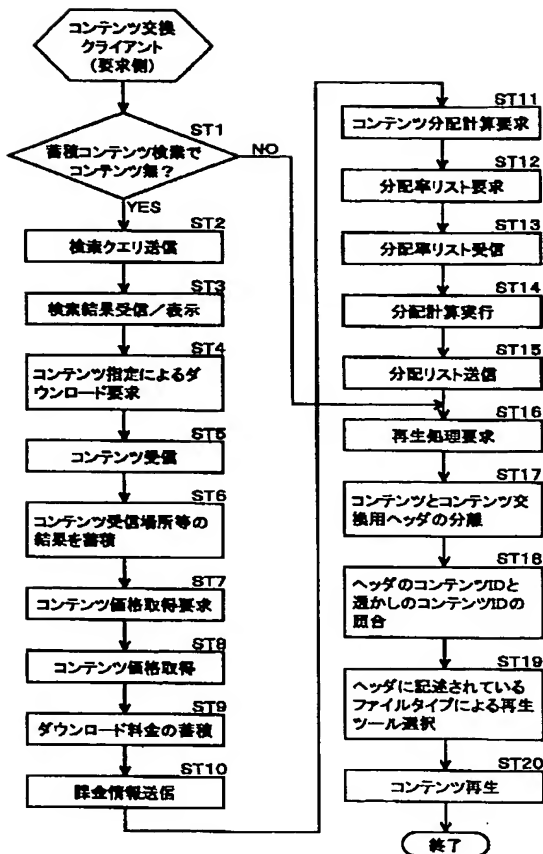 コンテンツ交換
クライアント
(要求側)
ST1
蓄積コンテンツ検索で
コンテンツ無?
NO
YES
ST2
検索クエリ送信
ST3
検索結果受信/表示
ST4
コンテンツ指定によるダ
ウンロード要求
ST5
コンテンツ受信
ST6
コンテンツ受信場所等の
結果を蓄積
ST7
コンテンツ価格取得要求
ST8
コンテンツ価格取得
ST9
ダウンロード料金の蓄積
ST10
課金情報送信
ST11
コンテンツ分配計算要求
ST12
分配率リスト要求
ST13
分配率リスト受信
ST14
分配計算実行
ST15
分配リスト送信
ST16
再生処理要求
ST17
コンテンツとコンテンツ交
換用ヘッダの分離
ST18
ヘッダのコンテンツIDと
透かしのコンテンツIDの
照合
ST19
ヘッダに記述されている
ファイルタイプによる再生
ツール選択
ST20
コンテンツ再生
終了